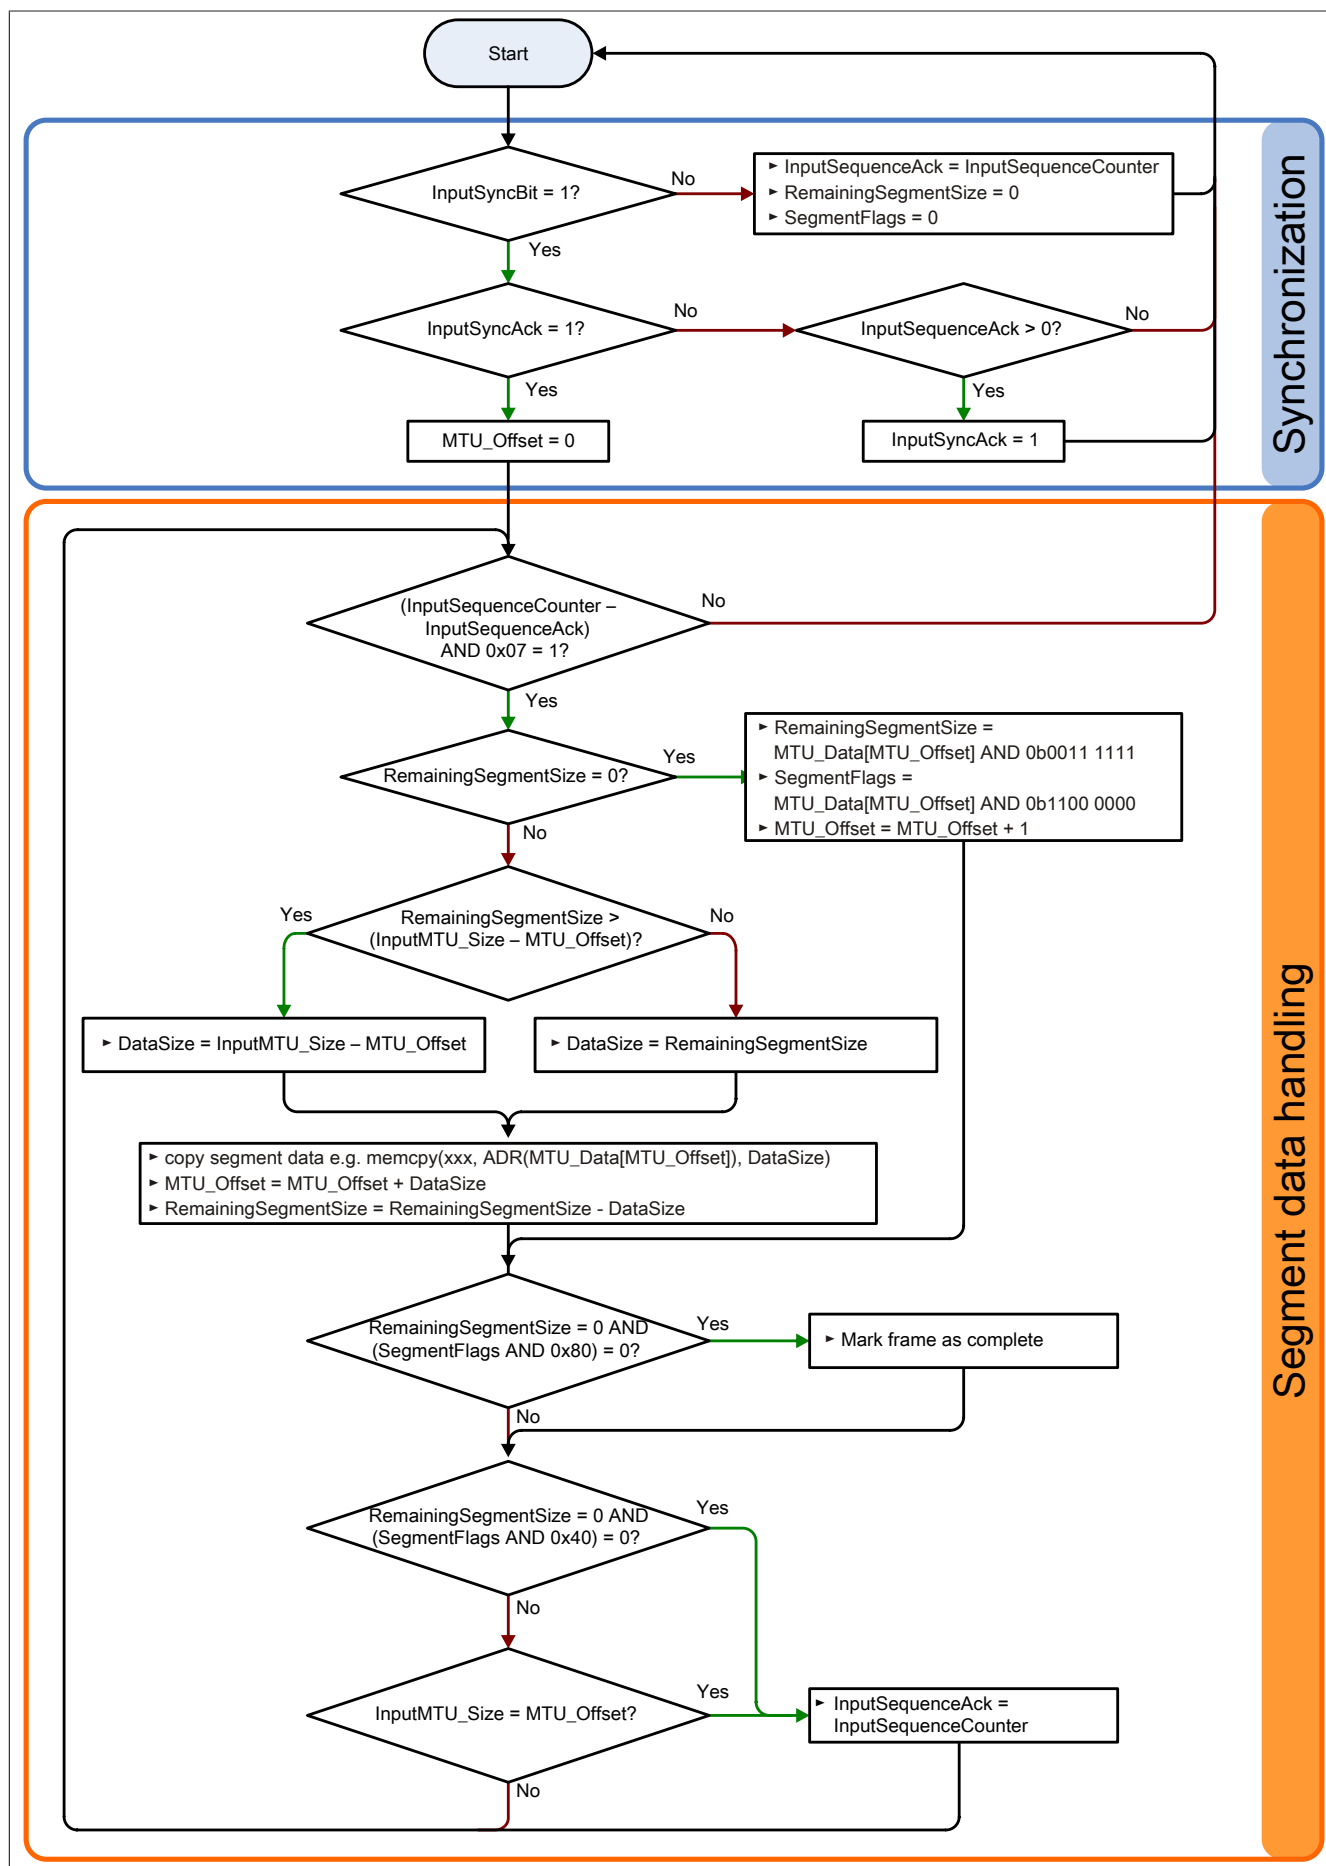 Start
InputSyncBit = 1?
No
► InputSequenceAck = InputSequenceCounter
► RemainingSegmentSize = 0
► SegmentFlags = 0
Yes
InputSyncAck = 1?
No
InputSequenceAck > 0?
No
Yes
Yes
MTU_Offset = 0
InputSyncAck = 1
Synchronization
(InputSequenceCounter –
InputSequenceAck)
AND 0x07 = 1?
No
Yes
RemainingSegmentSize = 0?
Yes
► RemainingSegmentSize =
MTU_Data[MTU_Offset] AND 0b0011 1111
► SegmentFlags =
MTU_Data[MTU_Offset] AND 0b1100 0000
► MTU_Offset = MTU_Offset + 1
No
RemainingSegmentSize >
(InputMTU_Size – MTU_Offset)?
Yes
No
► DataSize = InputMTU_Size – MTU_Offset
► DataSize = RemainingSegmentSize
► copy segment data e.g. memcpy(xxx, ADR(MTU_Data[MTU_Offset]), DataSize)
► MTU_Offset = MTU_Offset + DataSize
► RemainingSegmentSize = RemainingSegmentSize - DataSize
RemainingSegmentSize = 0 AND
(SegmentFlags AND 0x80) = 0?
Yes
► Mark frame as complete
No
RemainingSegmentSize = 0 AND
(SegmentFlags AND 0x40) = 0?
Yes
No
InputMTU_Size = MTU_Offset?
Yes
► InputSequenceAck =
InputSequenceCounter
No
Segment data handling